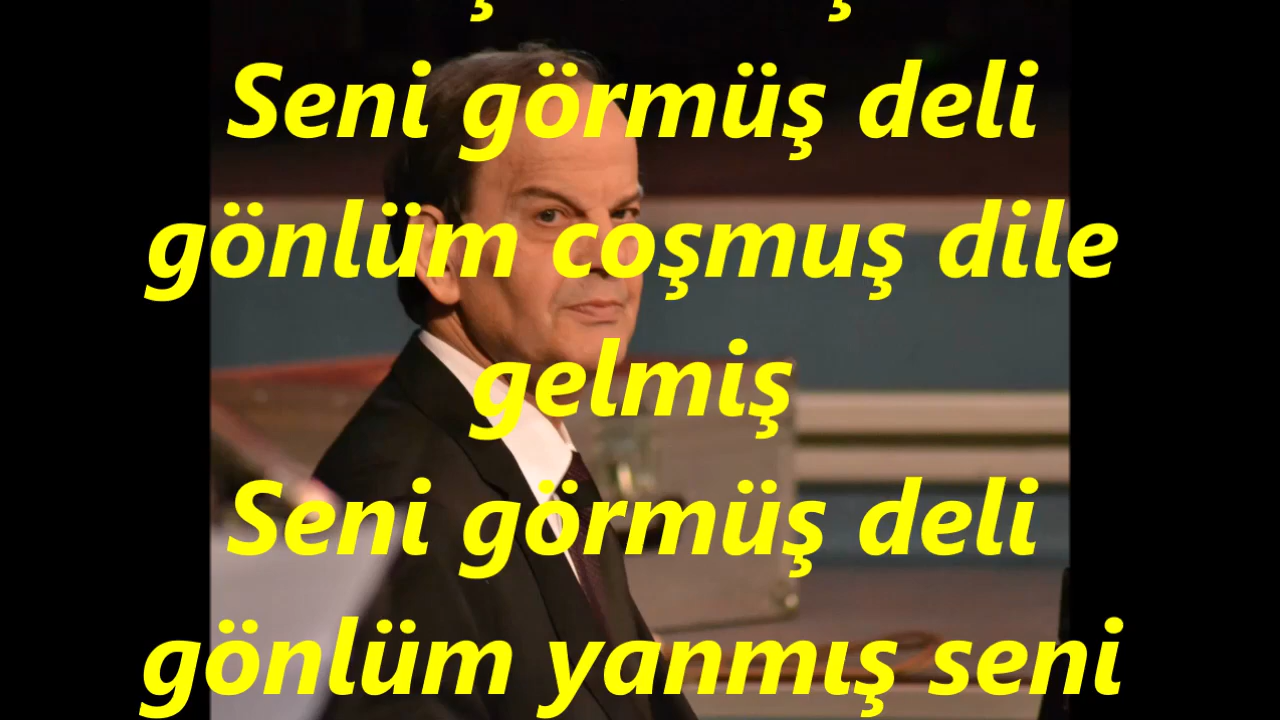 Seni görmüş deli
gönlüm coşmuş dile
gelmiş
Seni görmüş deli
gönlüm yanmış seni